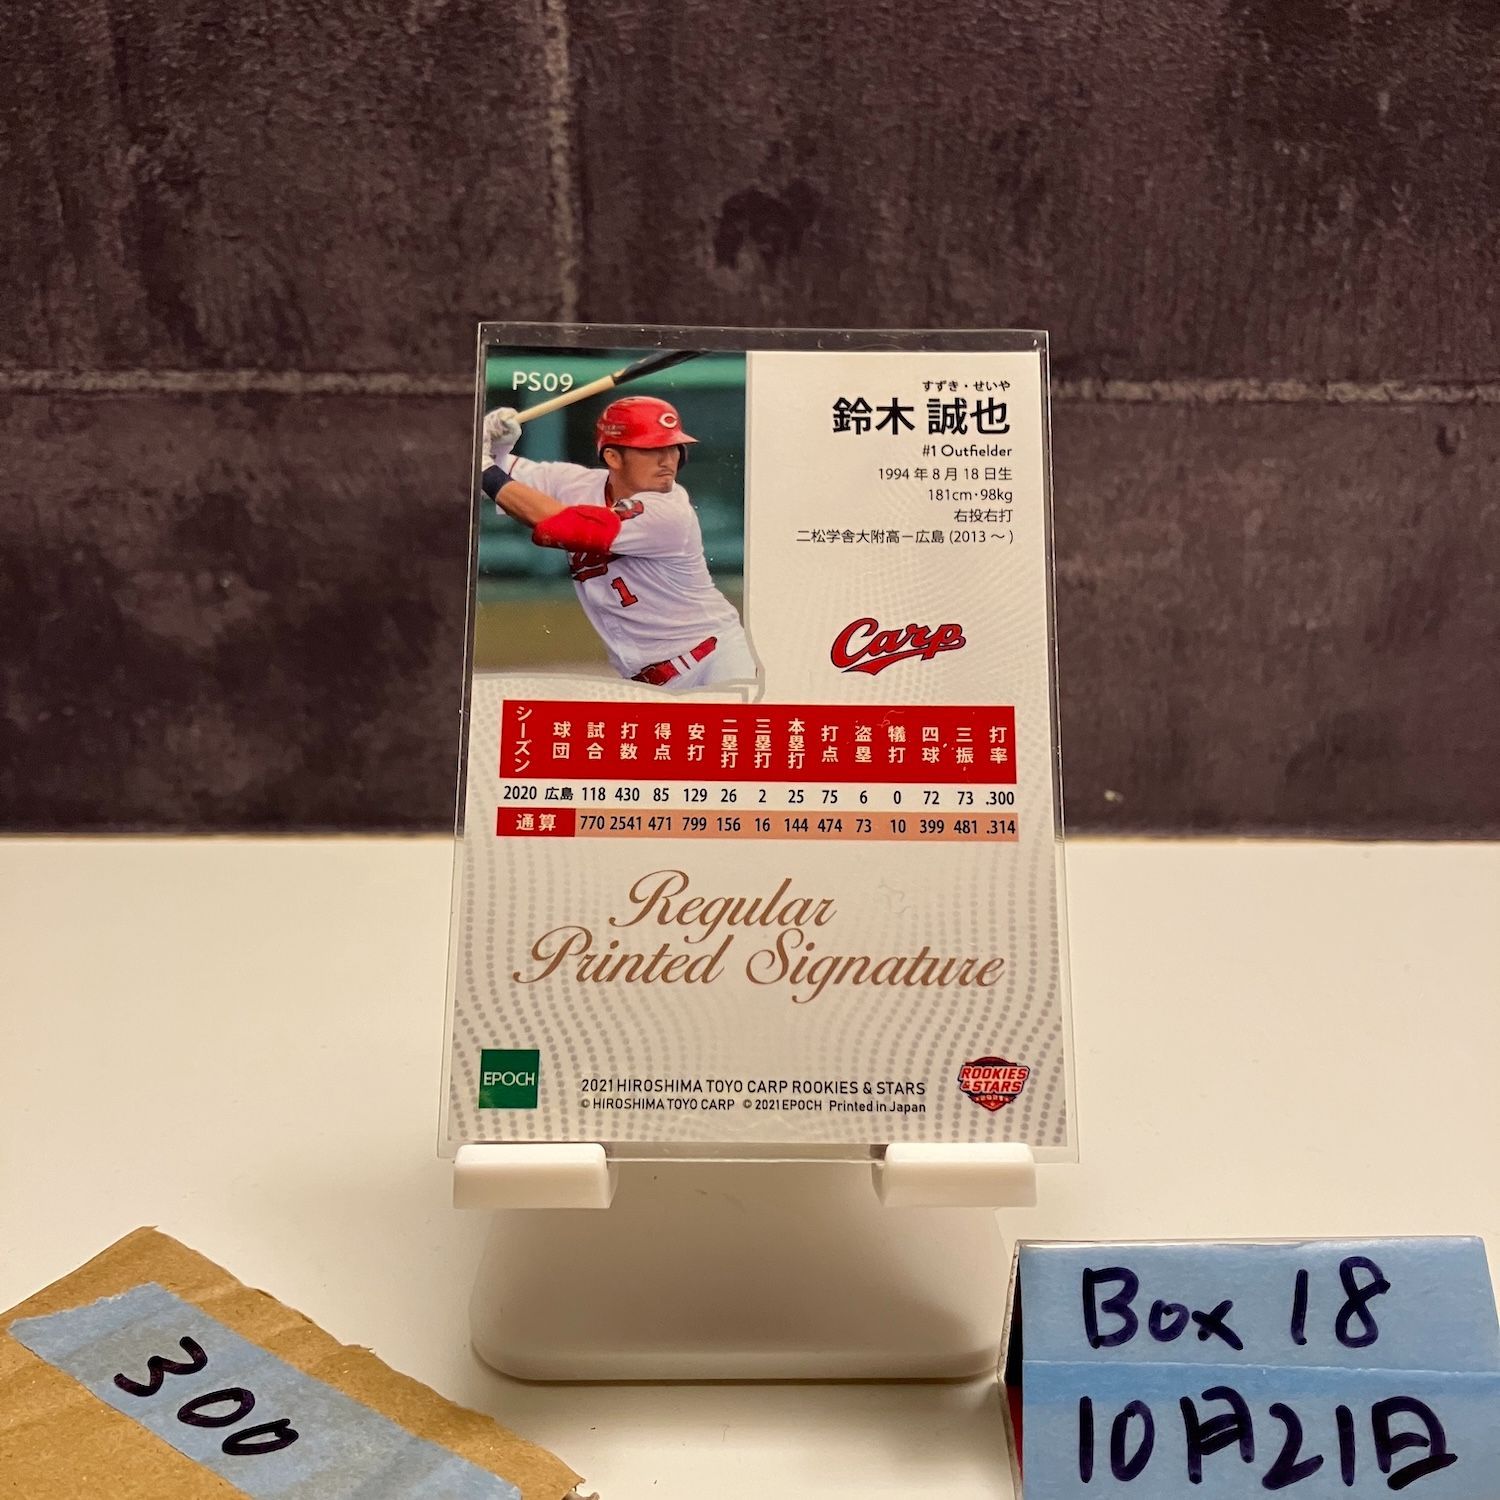 PS09
すずき・せいや
鈴木 誠也
#1 Outfielder
1994年8月18日生
181cm・98kg
右投右打
二松学舎大附高－広島(2013～)
1
Carp
シーズン 球団 試合 打数 得点 安打 二塁打 三塁打 本塁打 打点 盗塁 犠打 四球 三振 打率
2020 広島 118 430 85 129 26 2 25 75 6 0 72 73 .300
通算 770 2541 471 799 156 16 144 474 73 10 399 481 .314
Regular
Printed Signature
EPOCH
2021 HIROSHIMA TOYO CARP ROOKIES & STARS
© HIROSHIMA TOYO CARP © 2021 EPOCH Printed in Japan
ROOKIES
& STARS
300
Box 18
10月21日